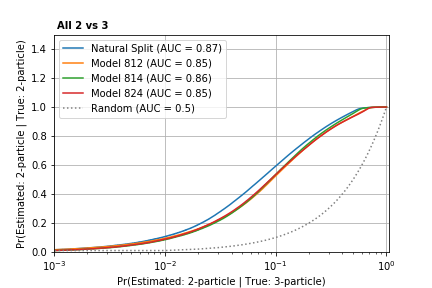 All 2 vs 3
Pr(Estimated: 2-particle | True: 2-particle)
1.4
1.2
1.0
0.8
0.6
0.4
0.2
0.0
Natural Split (AUC = 0.87)
Model 812 (AUC = 0.85)
Model 814 (AUC = 0.86)
Model 824 (AUC = 0.85)
Random (AUC = 0.5)
10⁻³ 10⁻² 10⁻¹ 10⁰
Pr(Estimated: 2-particle | True: 3-particle)